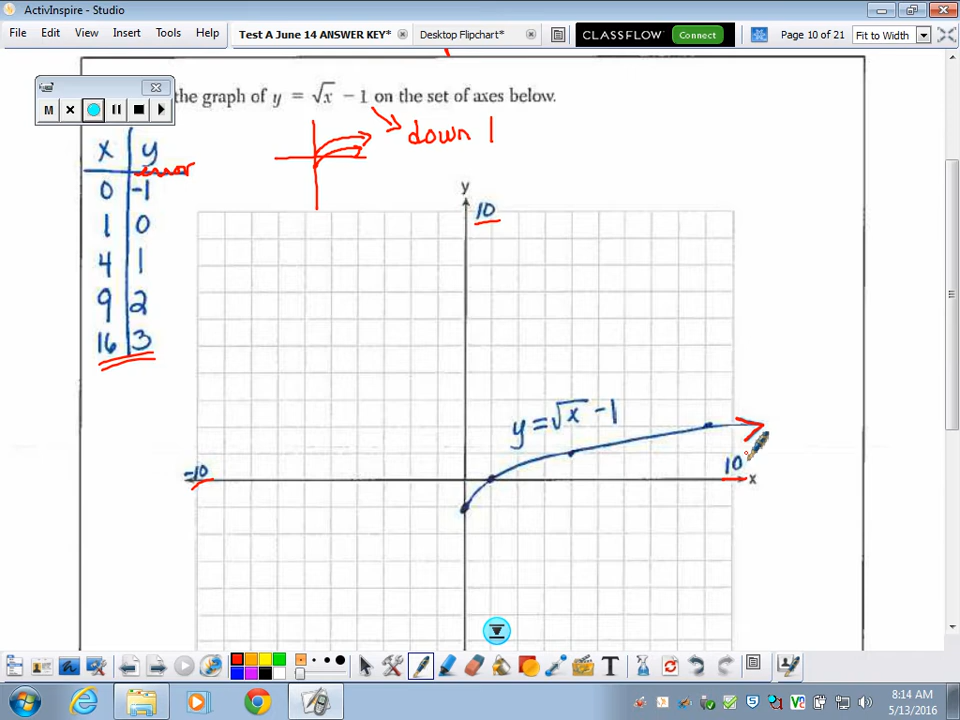 ActivInspire - Studio
File Edit View Insert Tools Help Test A June 14 ANSWER KEY* Desktop Flipchart* CLASSFLOW Connect Page 10 of 21 Fit to Width
M
the graph of y = √x − 1 on the set of axes below.
down 1
x y
error
0 -1
1 0
4 1
9 2
16 3
y
10
y = √x - 1
-10
10
x
T
8:14 AM
5/13/2016